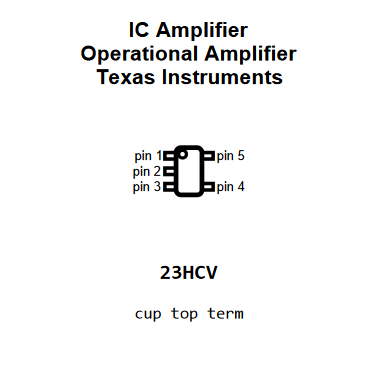 IC Amplifier
Operational Amplifier
Texas Instruments
pin 1 pin 5
pin 2
pin 3 pin 4
23HCV
cup top term